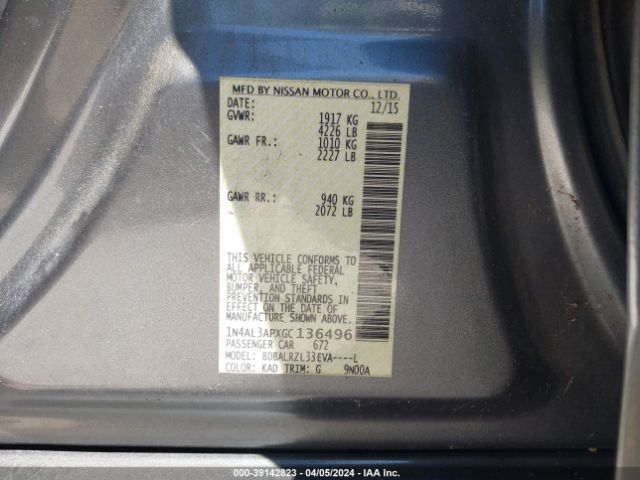 MFD BY NISSAN MOTOR CO., LTD.
DATE: 12/15
GVWR: 1917 KG
4226 LB
GAWR FR.: 1010 KG
2227 LB
GAWR RR.: 940 KG
2072 LB
THIS VEHICLE CONFORMS TO
ALL APPLICABLE FEDERAL
MOTOR VEHICLE SAFETY,
BUMPER, AND THEFT
PREVENTION STANDARDS IN
EFFECT ON THE DATE OF
MANUFACTURE SHOWN ABOVE.
1N4AL3APXGC136496
PASSENGER CAR 672
MODEL: BDBALRZL33EVA----L
COLOR: KAD TRIM: G 9N00A
000-39142823 - 04/05/2024 - IAA Inc.